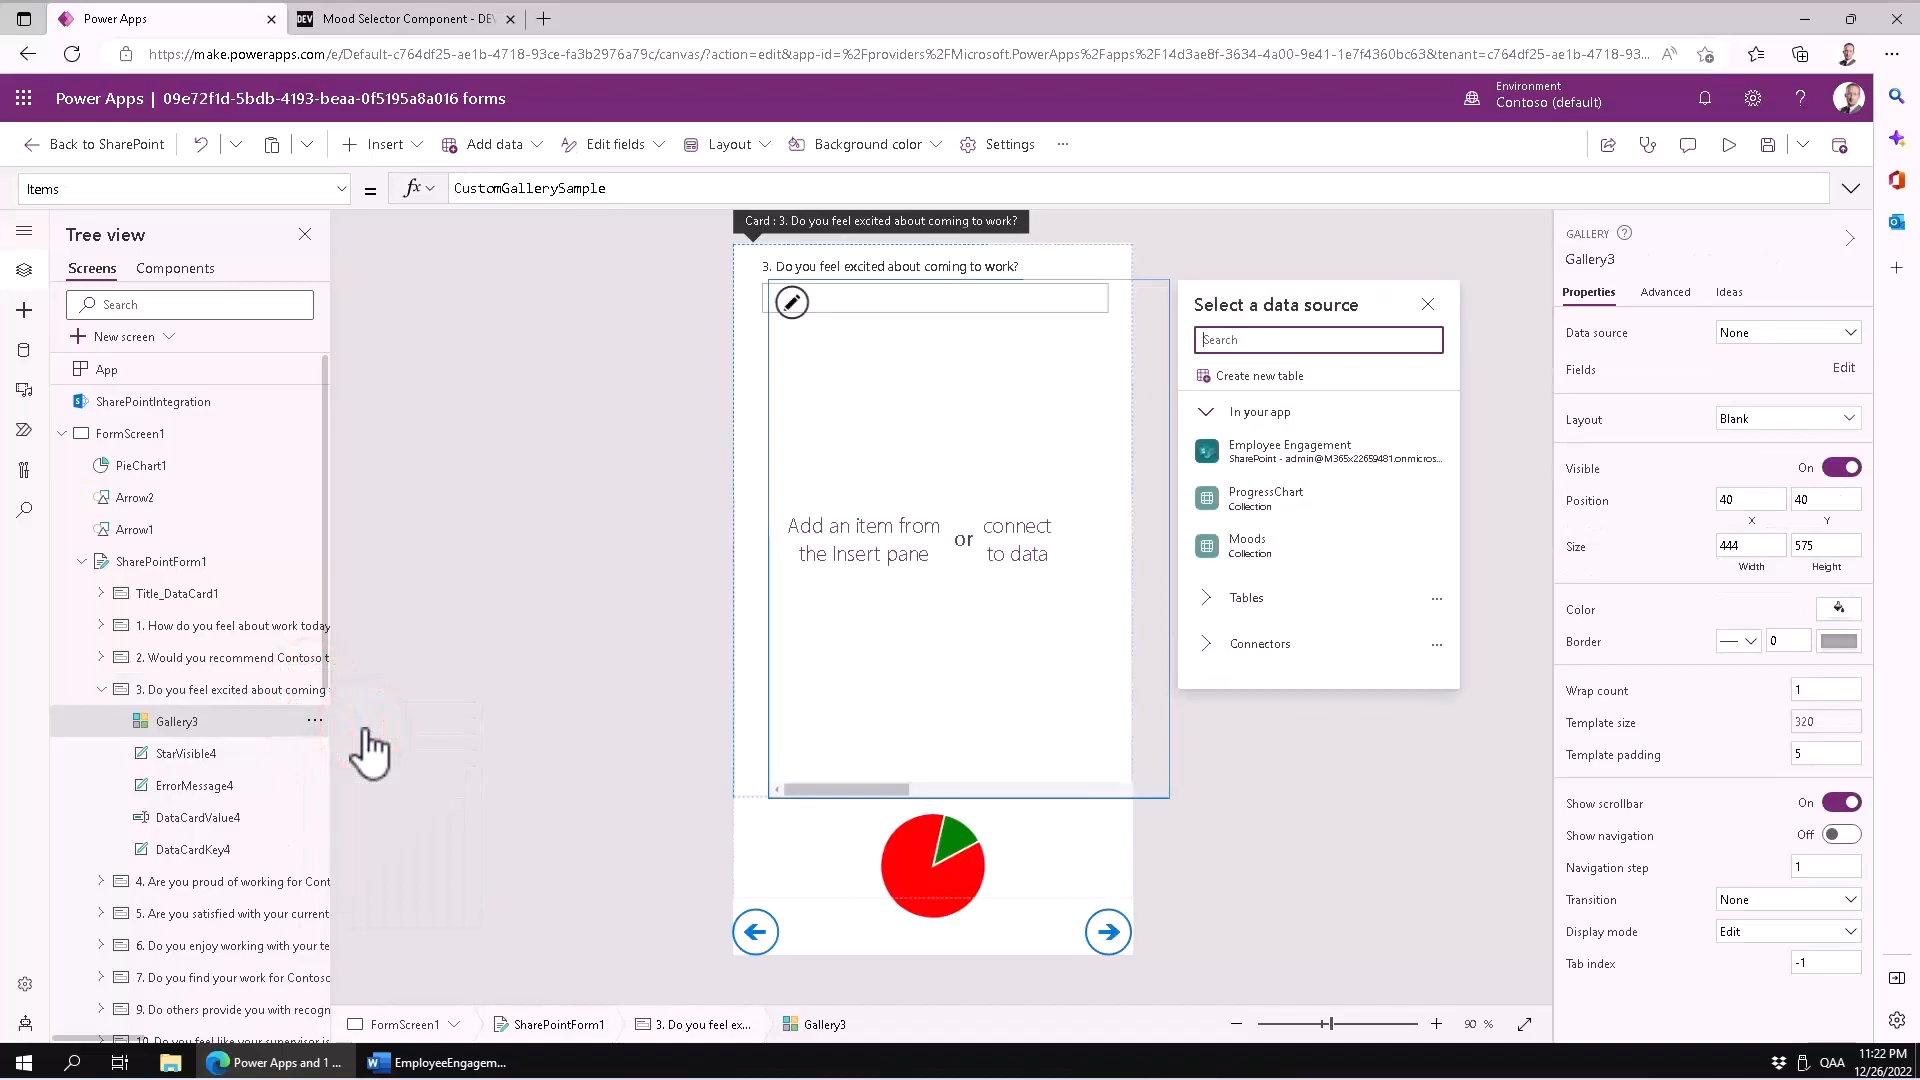 Power Apps
Mood Selector Component - DEV
https://make.powerapps.com/e/Default-c764df25-ae1b-4718-93ce-fa3b2976a79c/canvas/?action=edit&app-id=%2Fproviders%2FMicrosoft.PowerApps%2Fapps%2F14d3ae8f-3634-4a00-9e41-1e7f4360bc63&tenant=c764df25-ae1b-4718-93...
Power Apps | 09e72f1d-5bdb-4193-beaa-0f5195a8a016 forms
Environment
Contoso (default)
Back to SharePoint
Insert
Add data
Edit fields
Layout
Background color
Settings
Items
=
fx
CustomGallerySample
Tree view
Screens
Components
Search
New screen
App
SharePointIntegration
FormScreen1
PieChart1
Arrow2
Arrow1
SharePointForm1
Title_DataCard1
1. How do you feel about work today
2. Would you recommend Contoso t
3. Do you feel excited about coming
Gallery3
StarVisible4
ErrorMessage4
DataCardValue4
DataCardKey4
4. Are you proud of working for Cont
5. Are you satisfied with your current
6. Do you enjoy working with your te
7. Do you find your work for Contoso
9. Do others provide you with recogn
10. Do you feel like your supervisor is
Card : 3. Do you feel excited about coming to work?
3. Do you feel excited about coming to work?
Add an item from
the Insert pane
or
connect
to data
Select a data source
Search
Create new table
In your app
Employee Engagement
SharePoint - admin@M365x22659481.onmicros...
ProgressChart
Collection
Moods
Collection
Tables
Connectors
GALLERY
Gallery3
Properties
Advanced
Ideas
Data source
None
Fields
Edit
Layout
Blank
Visible
On
Position
40
40
X
Y
Size
444
575
Width
Height
Color
Border
0
Wrap count
1
Template size
320
Template padding
5
Show scrollbar
On
Show navigation
Off
Navigation step
1
Transition
None
Display mode
Edit
Tab index
-1
FormScreen1
SharePointForm1
3. Do you feel ex...
Gallery3
90 %
Power Apps and 1 ...
EmployeeEngagem...
QAA
11:22 PM
12/26/2022